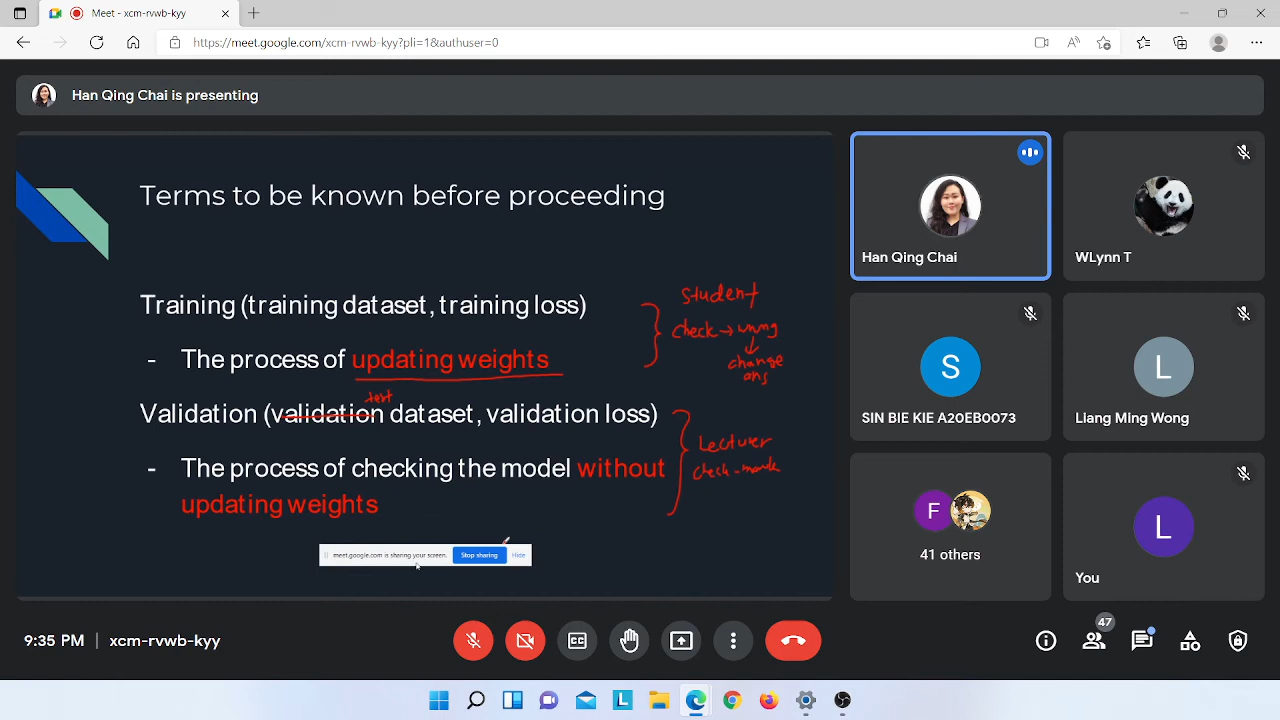 Meet - xcm-rvwb-kyy
https://meet.google.com/xcm-rvwb-kyy?pli=1&authuser=0
Han Qing Chai is presenting
Terms to be known before proceeding
Training (training dataset, training loss)
- The process of updating weights
Student
check → wrong
change
ans
test
Validation (validation dataset, validation loss)
- The process of checking the model without
updating weights
Lecturer
check - mark
meet.google.com is sharing your screen.
Stop sharing
Hide
Han Qing Chai
WLynn T
S
SIN BIE KIE A20EB0073
L
Liang Ming Wong
F
41 others
L
You
9:35 PM | xcm-rvwb-kyy
CC
47
L